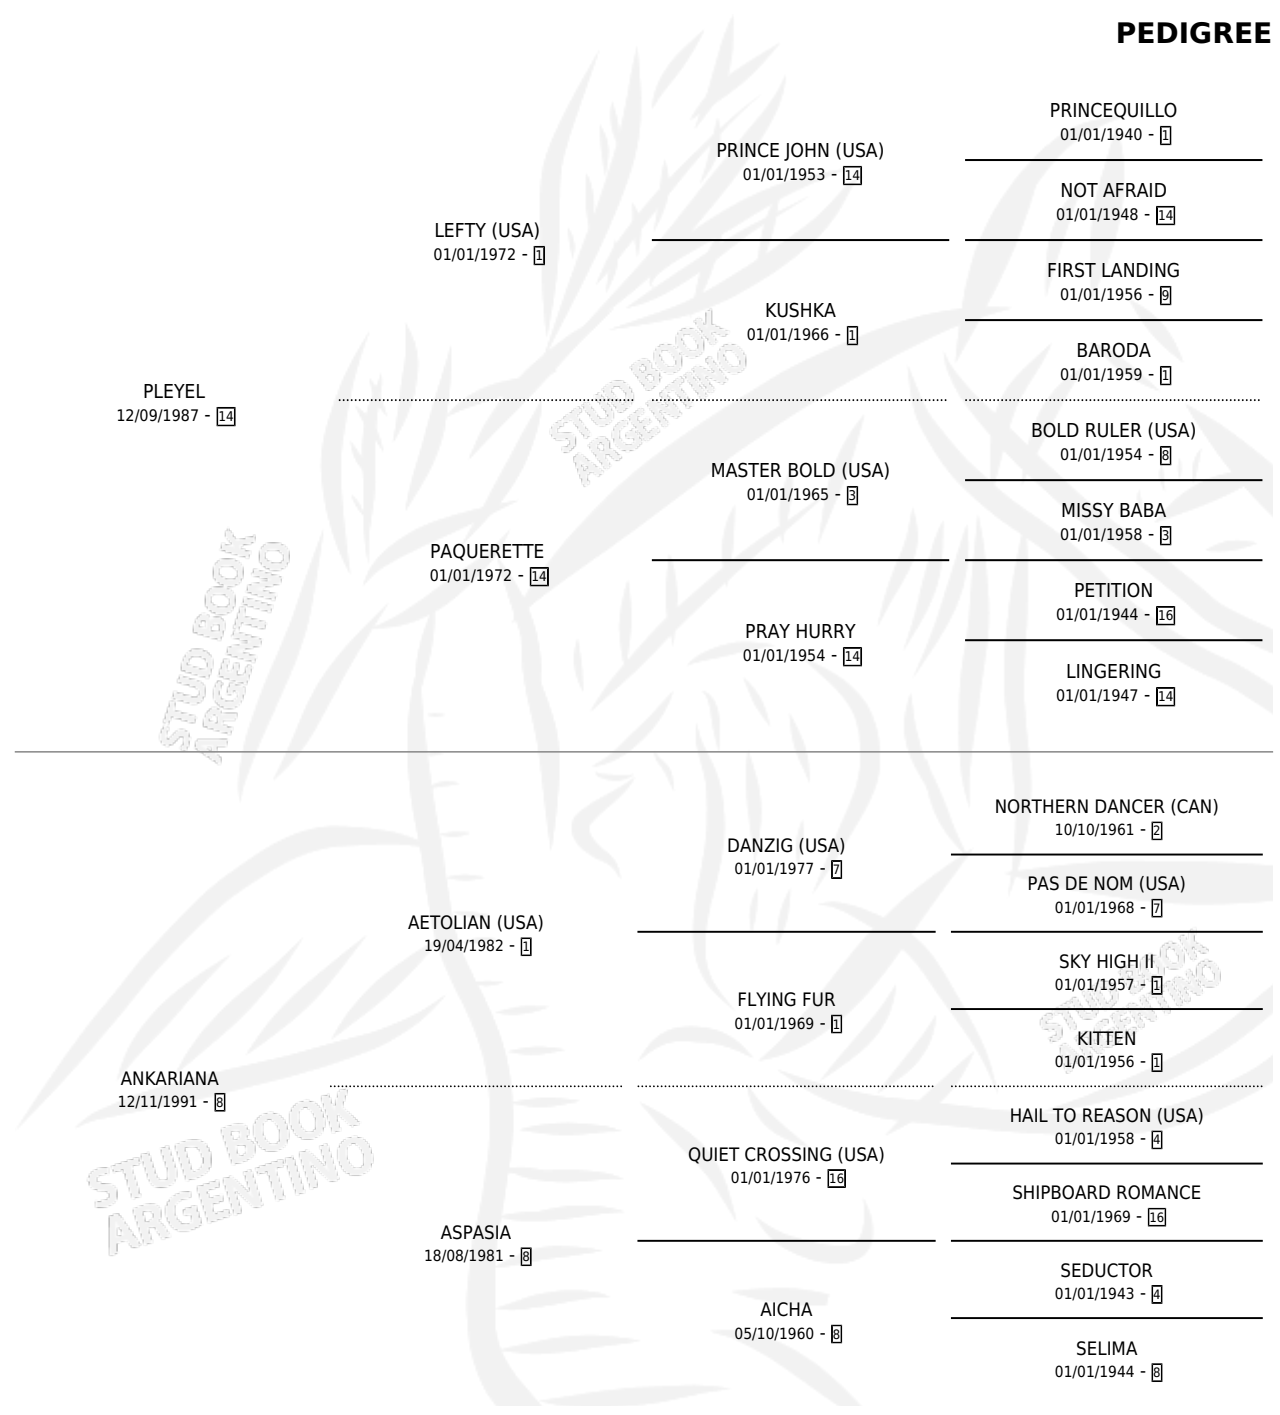 PEDIGREE
PRINCEQUILLO
01/01/1940 - 1
PRINCE JOHN (USA)
01/01/1953 - 14
NOT AFRAID
01/01/1948 - 14
LEFTY (USA)
01/01/1972 - 1
FIRST LANDING
01/01/1956 - 9
KUSHKA
01/01/1966 - 1
BARODA
01/01/1959 - 1
PLEYEL
12/09/1987 - 14
STUD BOOK
ARGENTINO
BOLD RULER (USA)
01/01/1954 - 8
MASTER BOLD (USA)
01/01/1965 - 3
MISSY BABA
01/01/1958 - 3
PAQUERETTE
01/01/1972 - 14
PETITION
01/01/1944 - 16
PRAY HURRY
01/01/1954 - 14
LINGERING
01/01/1947 - 14
STUD BOOK
ARGENTINO
NORTHERN DANCER (CAN)
10/10/1961 - 2
DANZIG (USA)
01/01/1977 - 7
PAS DE NOM (USA)
01/01/1968 - 7
AETOLIAN (USA)
19/04/1982 - 1
SKY HIGH II
01/01/1957 - 1
FLYING FUR
01/01/1969 - 1
KITTEN
01/01/1956 - 1
STUD BOOK
ARGENTINO
ANKARIANA
12/11/1991 - 8
HAIL TO REASON (USA)
01/01/1958 - 4
QUIET CROSSING (USA)
01/01/1976 - 16
SHIPBOARD ROMANCE
01/01/1969 - 16
STUD BOOK
ARGENTINO
ASPASIA
18/08/1981 - 8
SEDUCTOR
01/01/1943 - 4
AICHA
05/10/1960 - 8
SELIMA
01/01/1944 - 8